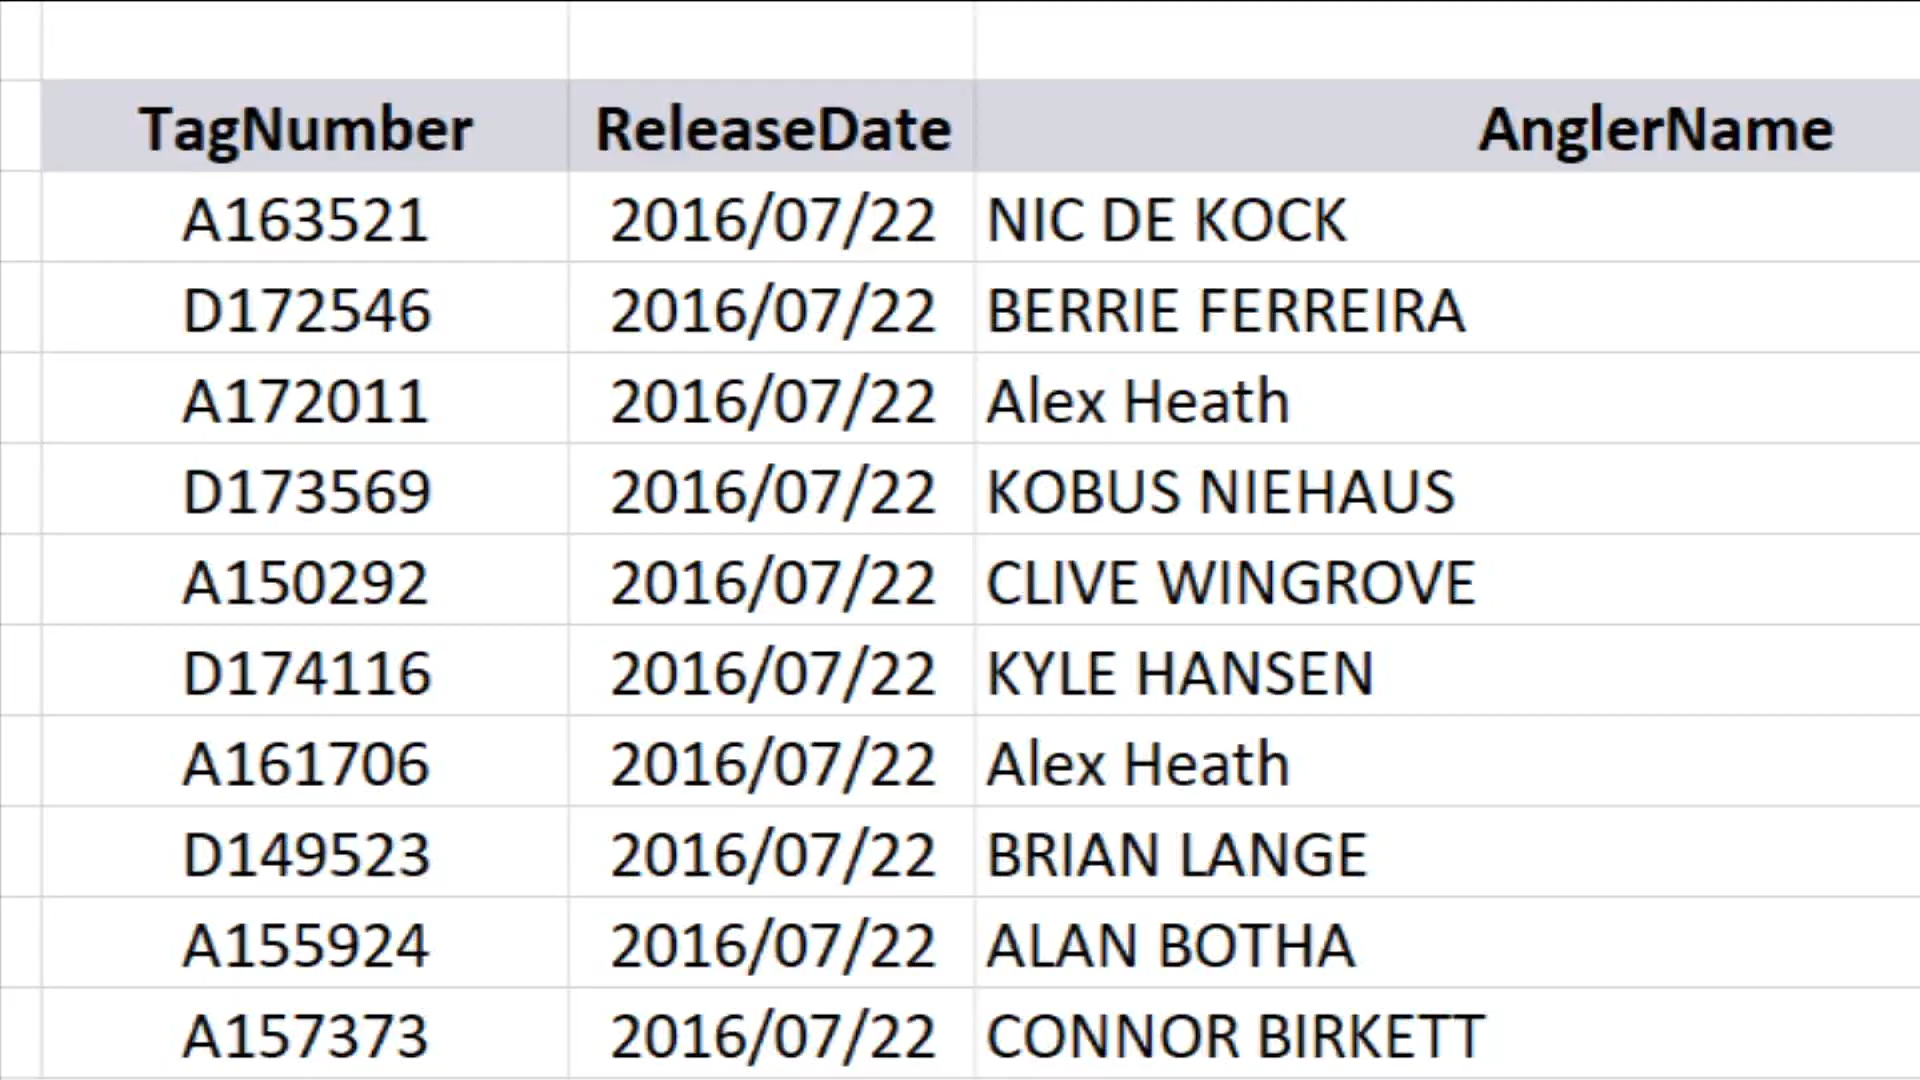 TagNumber ReleaseDate AnglerName
A163521 2016/07/22 NIC DE KOCK
D172546 2016/07/22 BERRIE FERREIRA
A172011 2016/07/22 Alex Heath
D173569 2016/07/22 KOBUS NIEHAUS
A150292 2016/07/22 CLIVE WINGROVE
D174116 2016/07/22 KYLE HANSEN
A161706 2016/07/22 Alex Heath
D149523 2016/07/22 BRIAN LANGE
A155924 2016/07/22 ALAN BOTHA
A157373 2016/07/22 CONNOR BIRKETT